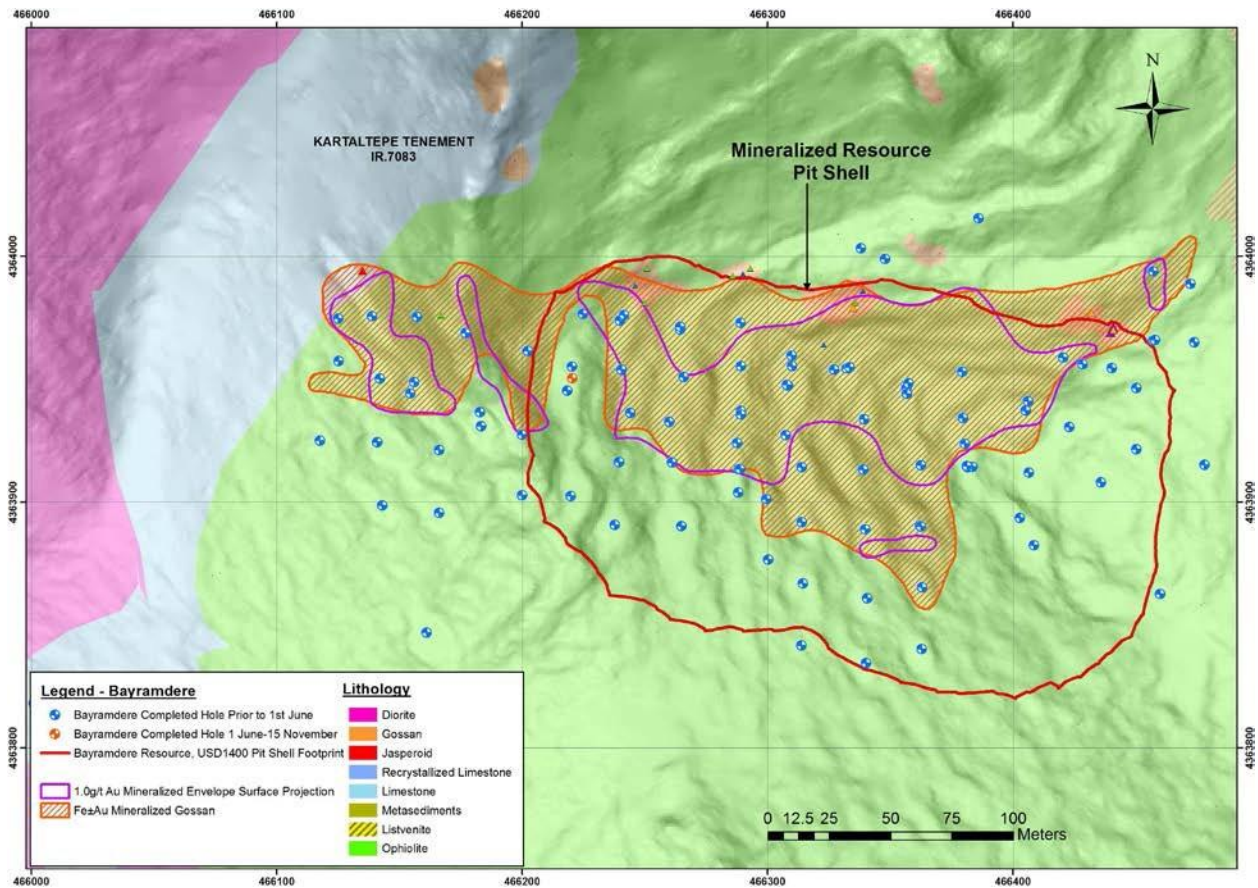 466000
466100
466200
466300
466400
N
KARTALTEPE TENEMENT
IR.7083
Mineralized Resource
Pit Shell
4364000
4364000
4363900
4363900
4363800
4363800
Legend - Bayramdere
Bayramdere Completed Hole Prior to 1st June
Bayramdere Completed Hole 1 June-15 November
Bayramdere Resource, USD1400 Pit Shell Footprint
1.0g/t Au Mineralized Envelope Surface Projection
Fe±Au Mineralized Gossan
Lithology
Diorite
Gossan
Jasperoid
Recrystallized Limestone
Limestone
Metasediments
Listvenite
Ophiolite
0 12.5 25 50 75 100
Meters
466000
466100
466200
466300
466400